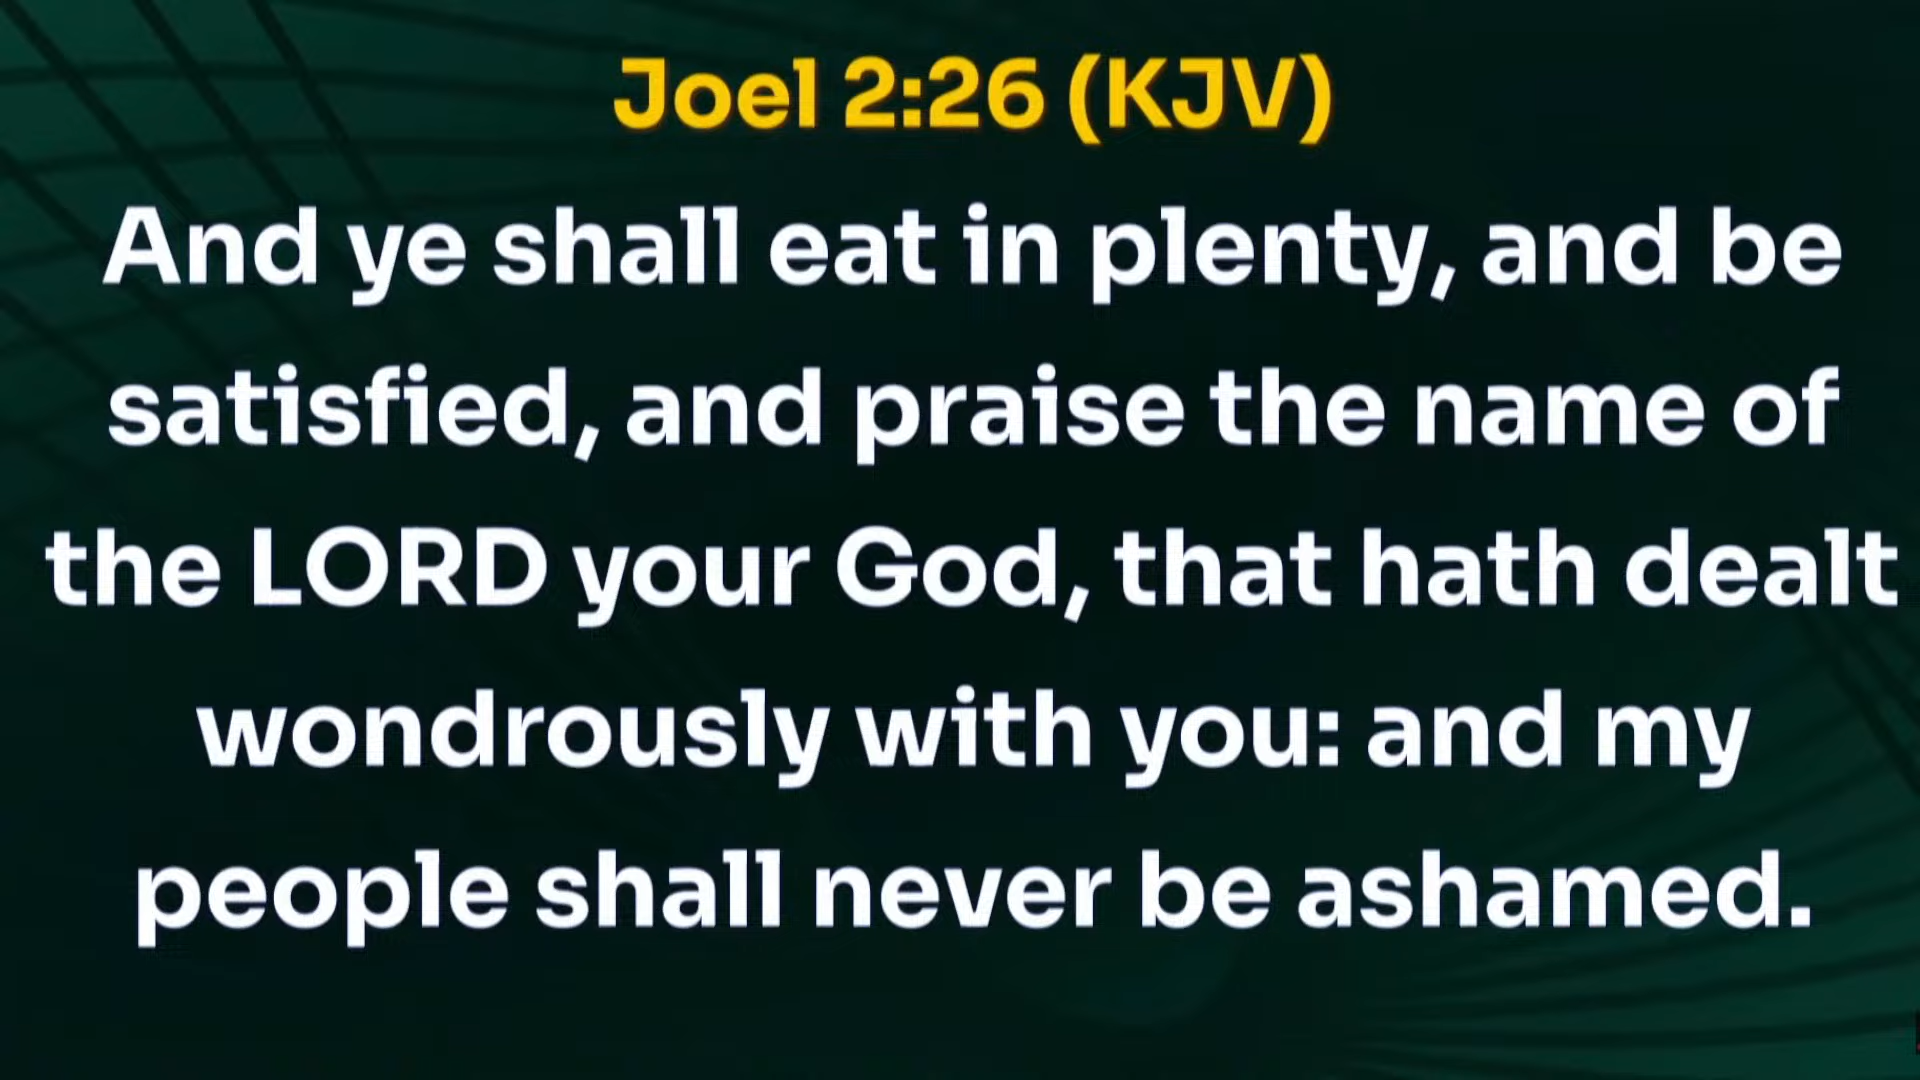 Joel 2:26 (KJV)
And ye shall eat in plenty, and be
satisfied, and praise the name of
the LORD your God, that hath dealt
wondrously with you: and my
people shall never be ashamed.